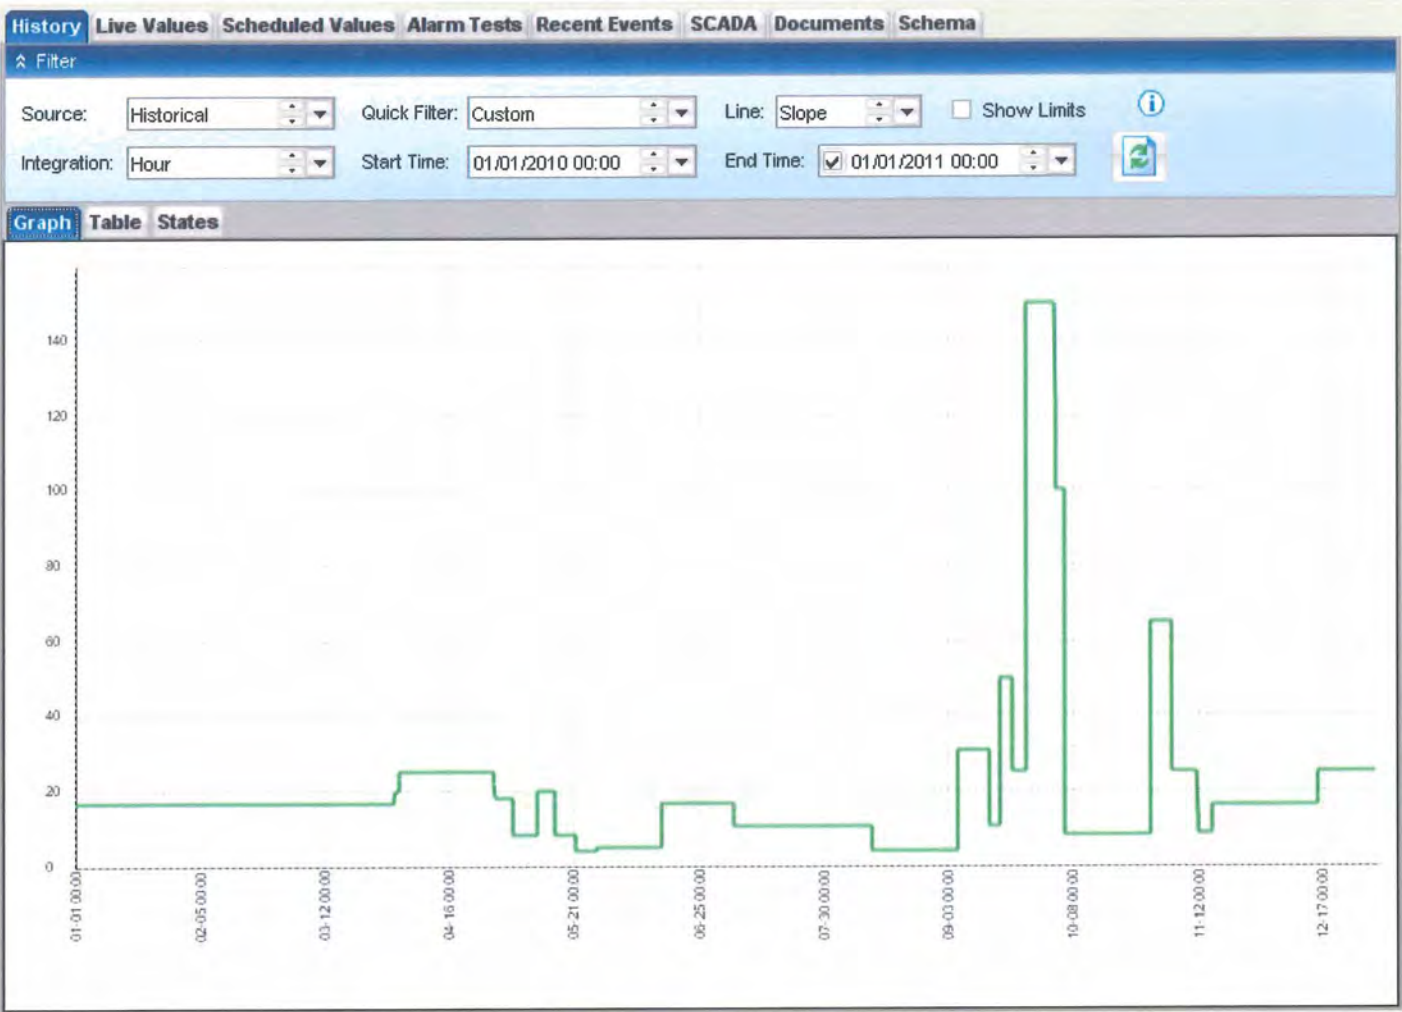 History Live Values Scheduled Values Alarm Tests Recent Events SCADA Documents Schema
Filter
Source: Historical Quick Filter: Custom Line: Slope Show Limits
Integration: Hour Start Time: 01/01/2010 00:00 End Time: 01/01/2011 00:00
Graph Table States
140
120
100
80
60
40
20
0
01-01 00:00 02-05 00:00 03-12 00:00 04-16 00:00 05-21 00:00 06-25 00:00 07-30 00:00 09-03 00:00 10-08 00:00 11-12 00:00 12-17 00:00